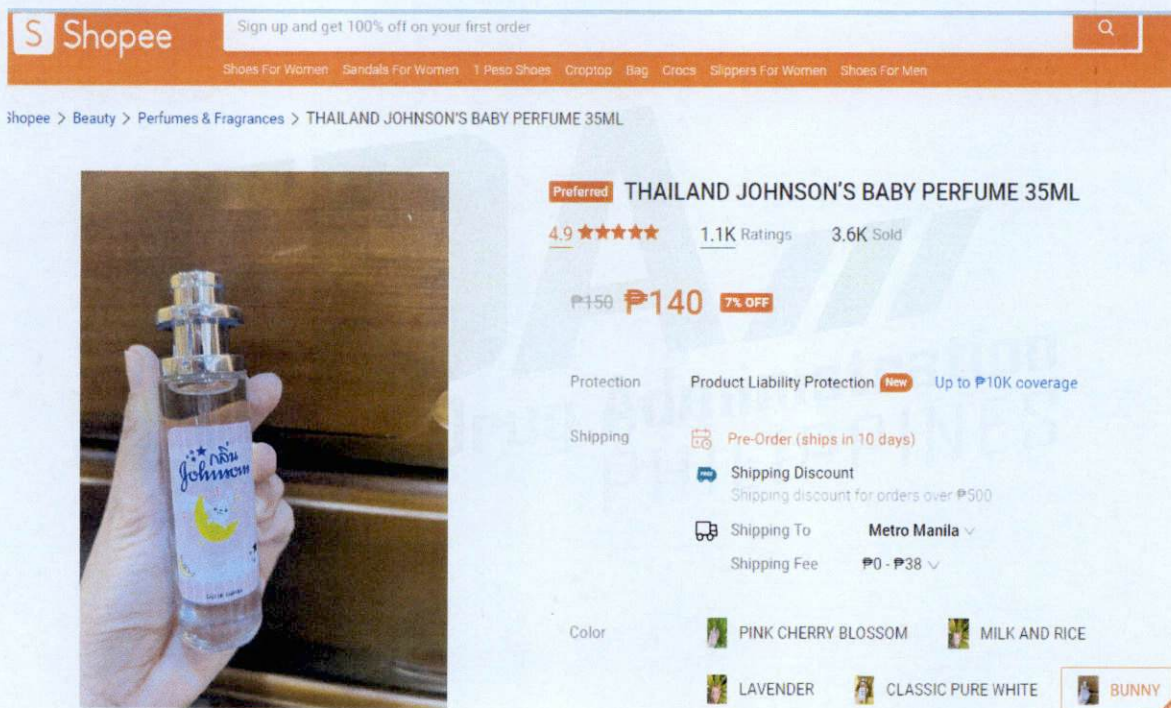 S Shopee
Sign up and get 100% off on your first order
Shoes For Women Sandals For Women 1 Peso Shoes Croptop Bag Crocs Slippers For Women Shoes For Men
Shopee > Beauty > Perfumes & Fragrances > THAILAND JOHNSON'S BABY PERFUME 35ML
Preferred THAILAND JOHNSON'S BABY PERFUME 35ML
4.9 1.1K Ratings 3.6K Sold
₱150 ₱140 7% OFF
Protection Product Liability Protection New Up to ₱10K coverage
Shipping Pre-Order (ships in 10 days)
FREE Shipping Discount
Shipping discount for orders over ₱500
Shipping To Metro Manila
Shipping Fee ₱0 - ₱38
Color PINK CHERRY BLOSSOM MILK AND RICE
LAVENDER CLASSIC PURE WHITE BUNNY
กลิ่น
Johnson